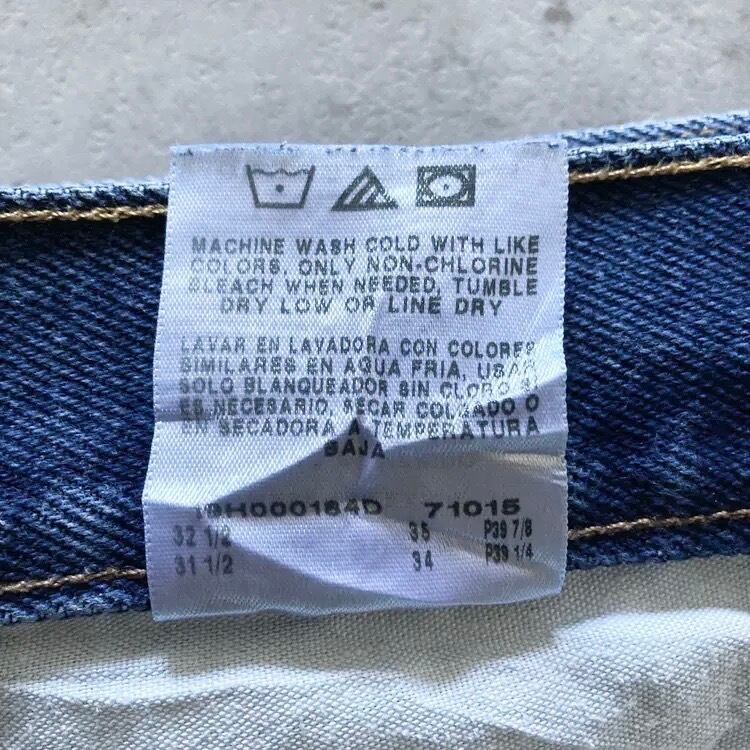 MACHINE WASH COLD WITH LIKE
COLORS, ONLY NON-CHLORINE
BLEACH WHEN NEEDED, TUMBLE
DRY LOW OR LINE DRY
LAVAR EN LAVADORA CON COLORES
SIMILARES EN AGUA FRIA, USAR
SOLO BLANQUEADOR SIN CLORO SI
ES NECESARIO, SECAR COLGADO O
EN SECADORA A TEMPERATURA
BAJA
71015
32 1/2 35 P39 7/8
31 1/2 34 P39 1/4